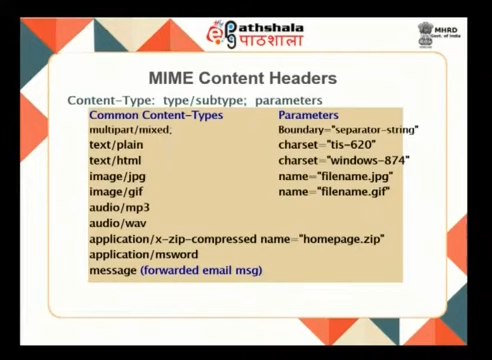 Pathshala
पाठशाला
MHRD
Govt. of India
MIME Content Headers
Content-Type: type/subtype; parameters
Common Content-Types Parameters
multipart/mixed; Boundary="separator-string"
text/plain charset="tis-620"
text/html charset="windows-874"
image/jpg name="filename.jpg"
image/gif name="filename.gif"
audio/mp3
audio/wav
application/x-zip-compressed name="homepage.zip"
application/msword
message (forwarded email msg)